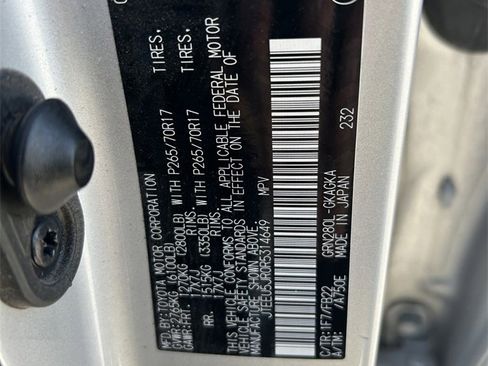 MFD.BY:TOYOTA MOTOR CORPORATION
GVWR:2765KG (6100LB)
GAWR:FRT. 1270KG (2800LB) WITH P265/70R17 TIRES,
17X7J RIMS.
RR. 1515KG (3350LB) WITH P265/70R17 TIRES,
17X7J RIMS.
THIS VEHICLE CONFORMS TO ALL APPLICABLE FEDERAL MOTOR
VEHICLE SAFETY STANDARDS IN EFFECT ON THE DATE OF
MANUFACTURE SHOWN ABOVE.
JTEBU5JR0M5314649 MPV
C/TR:1F7/FB22 GRN280L-GKAGKA
A/TM: A750E MADE IN JAPAN 232